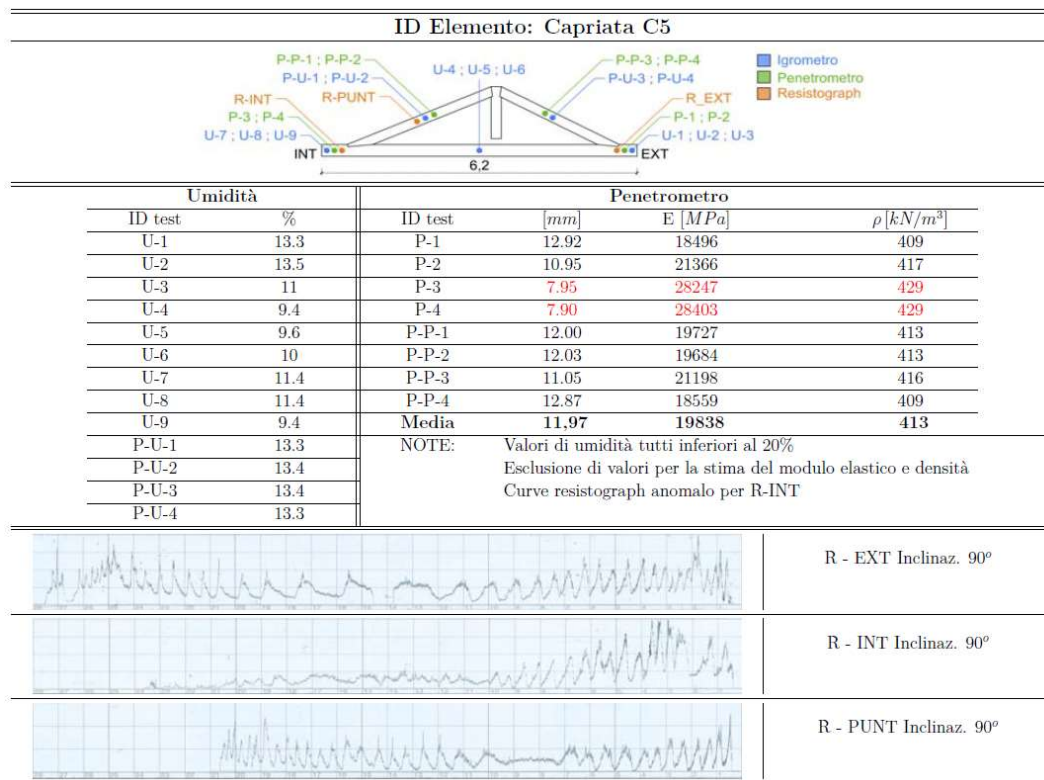 ID Elemento: Capriata C5
P-P-1 ; P-P-2
P-U-1 ; P-U-2
U-4 ; U-5 ; U-6
P-P-3 ; P-P-4
P-U-3 ; P-U-4
Igrometro
Penetrometro
Resistograph
R-INT
R-PUNT
R_EXT
P-3 ; P-4
P-1 ; P-2
U-7 ; U-8 ; U-9
U-1 ; U-2 ; U-3
INT
EXT
6,2
Umidità Penetrometro
ID test % ID test [mm] E [MPa] ρ [kN/m³]
U-1 13.3 P-1 12.92 18496 409
U-2 13.5 P-2 10.95 21366 417
U-3 11 P-3 7.95 28247 429
U-4 9.4 P-4 7.90 28403 429
U-5 9.6 P-P-1 12.00 19727 413
U-6 10 P-P-2 12.03 19684 413
U-7 11.4 P-P-3 11.05 21198 416
U-8 11.4 P-P-4 12.87 18559 409
U-9 9.4 Media 11,97 19838 413
P-U-1 13.3 NOTE: Valori di umidità tutti inferiori al 20%
P-U-2 13.4 Esclusione di valori per la stima del modulo elastico e densità
P-U-3 13.4 Curve resistograph anomalo per R-INT
P-U-4 13.3
R - EXT Inclinaz. 90°
R - INT Inclinaz. 90°
R - PUNT Inclinaz. 90°